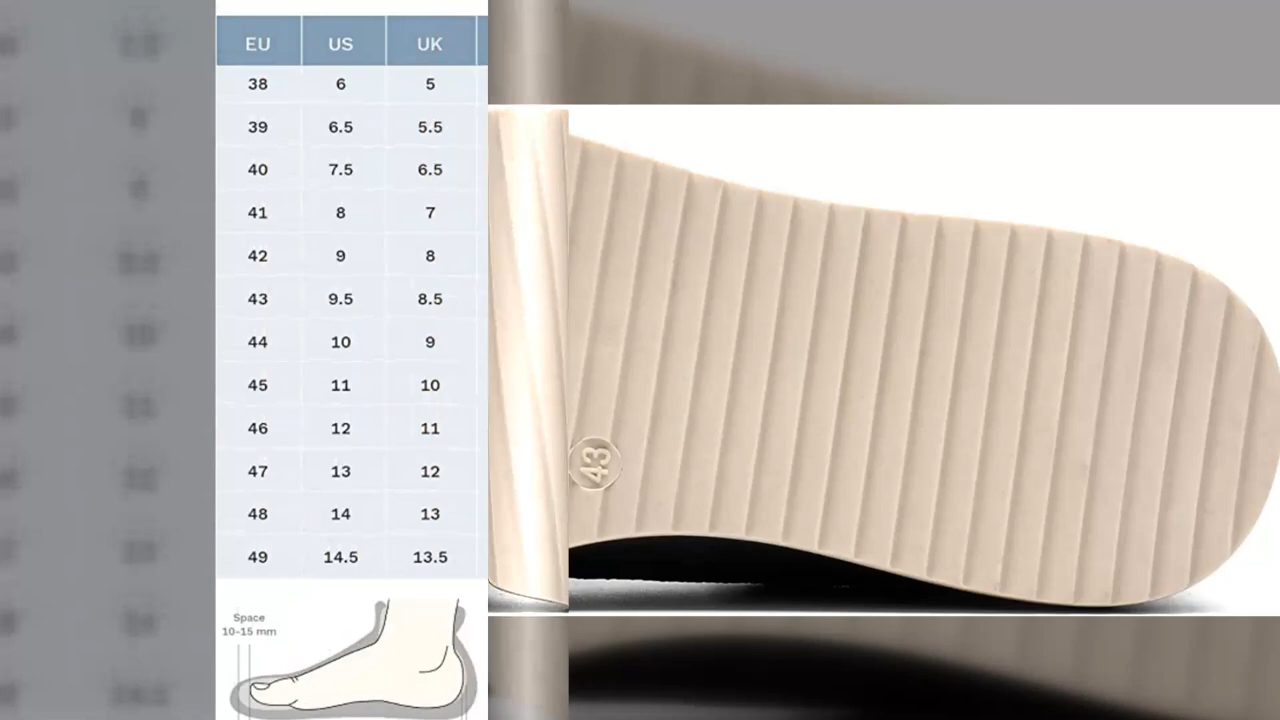 EU US UK
38 6 5
39 6.5 5.5
40 7.5 6.5
41 8 7
42 9 8
43 9.5 8.5
44 10 9
45 11 10
46 12 11
47 13 12
48 14 13
49 14.5 13.5
Space
10-15 mm
43